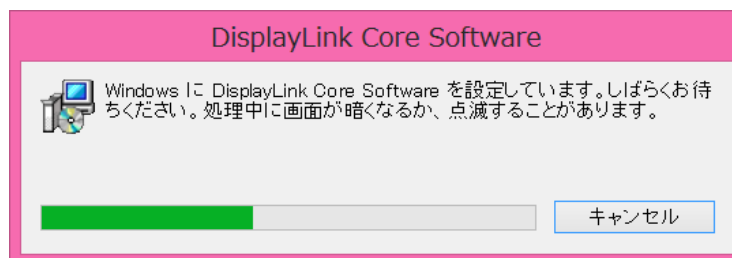 DisplayLink Core Software
Windows に DisplayLink Core Software を設定しています。しばらくお待
ちください。処理中に画面が暗くなるか、点滅することがあります。
キャンセル